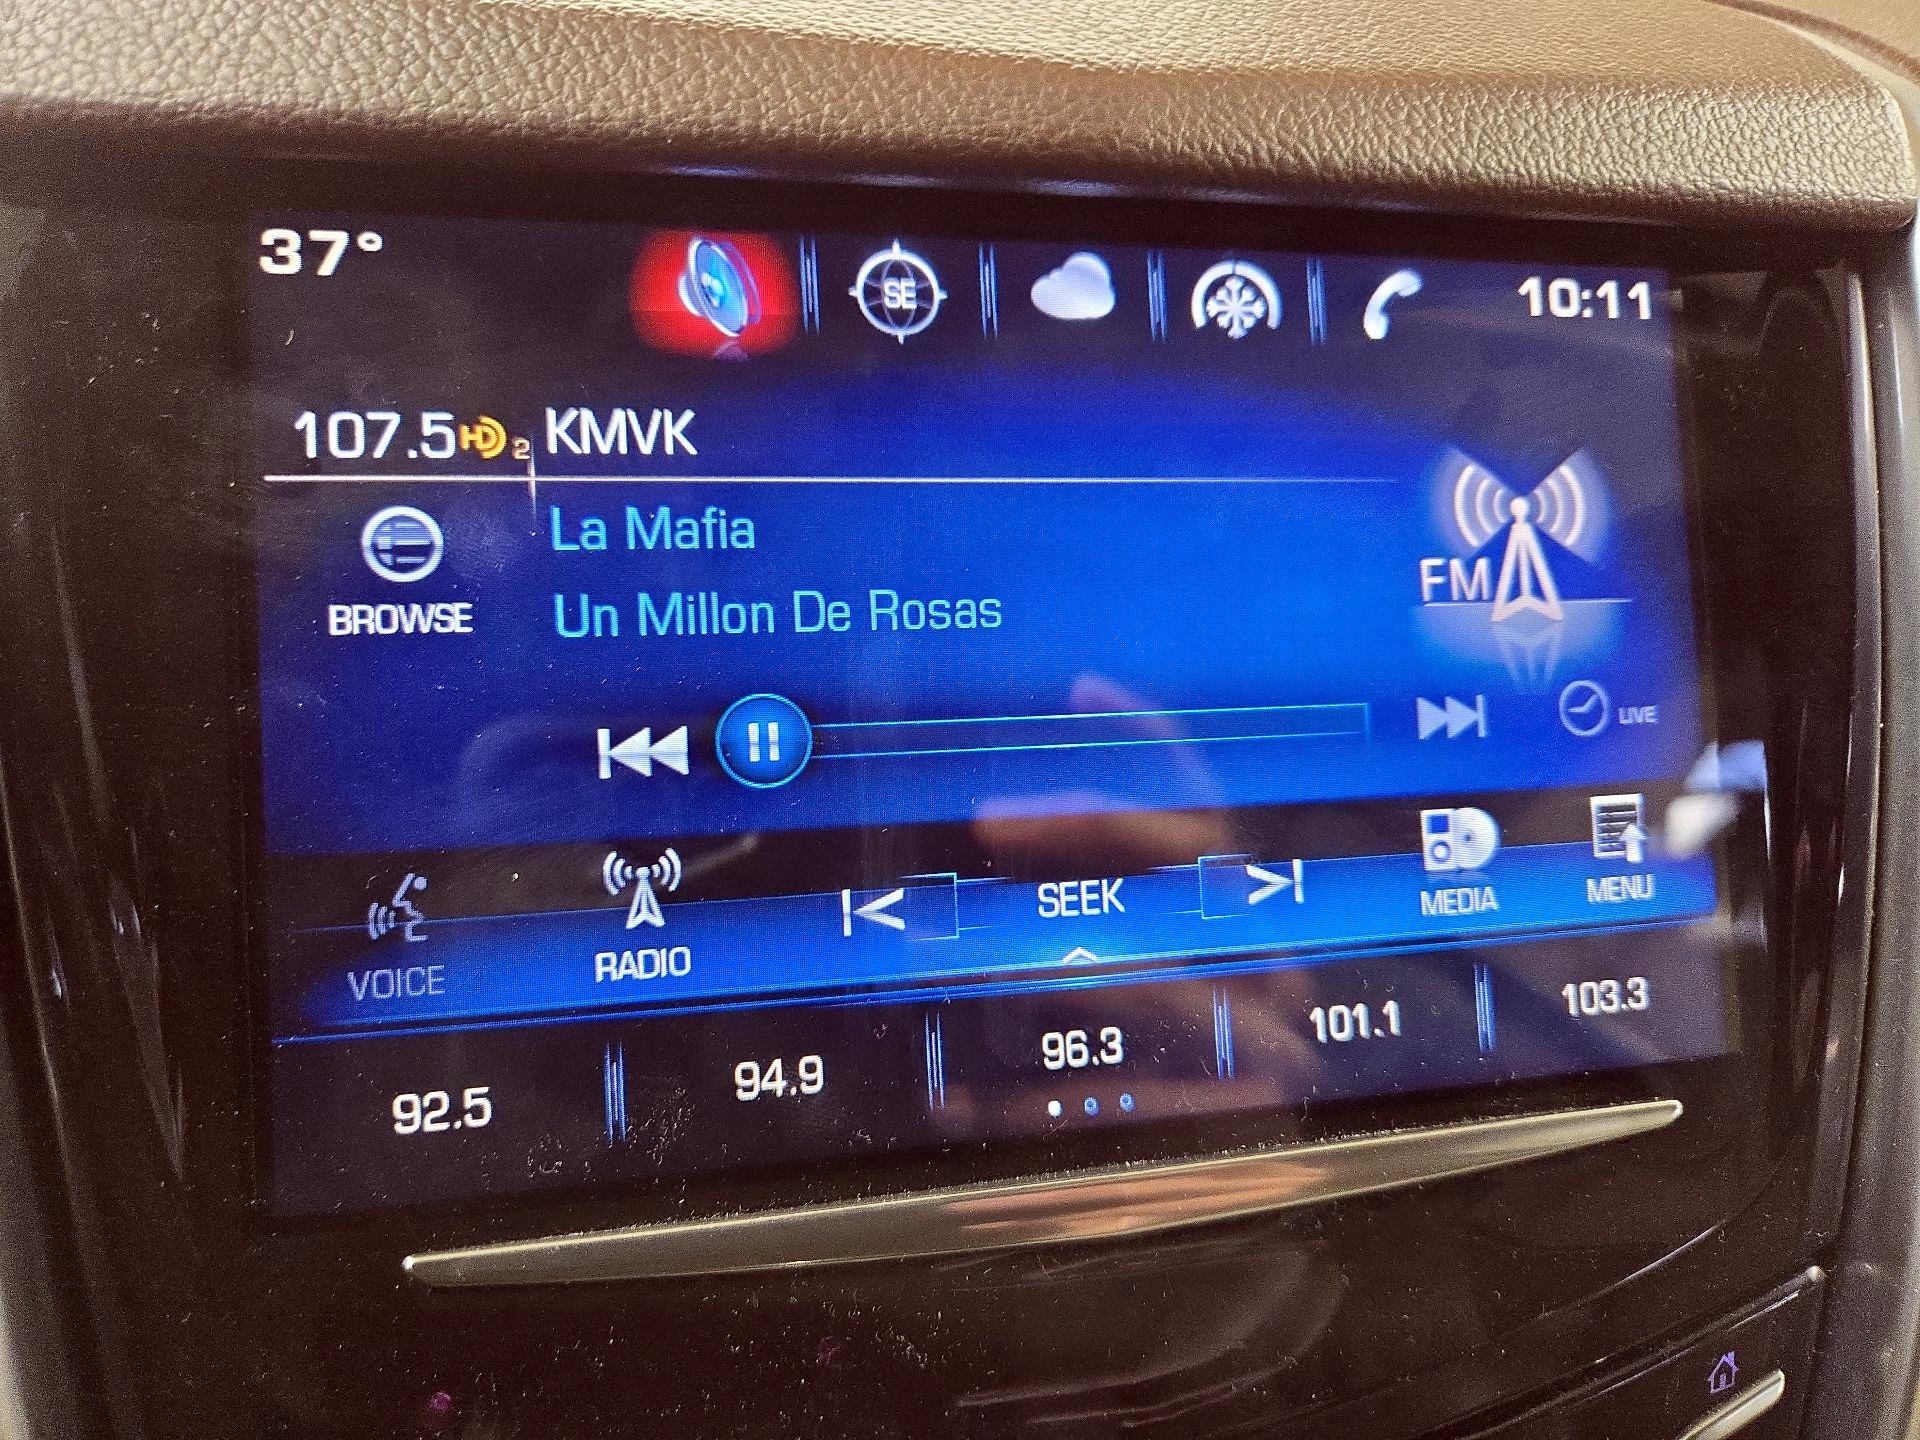 37°
SE
10:11
107.5 HD 2 KMVK
La Mafia
BROWSE
Un Millon De Rosas
FM
LIVE
VOICE
RADIO
SEEK
MEDIA
MENU
92.5
94.9
96.3
101.1
103.3